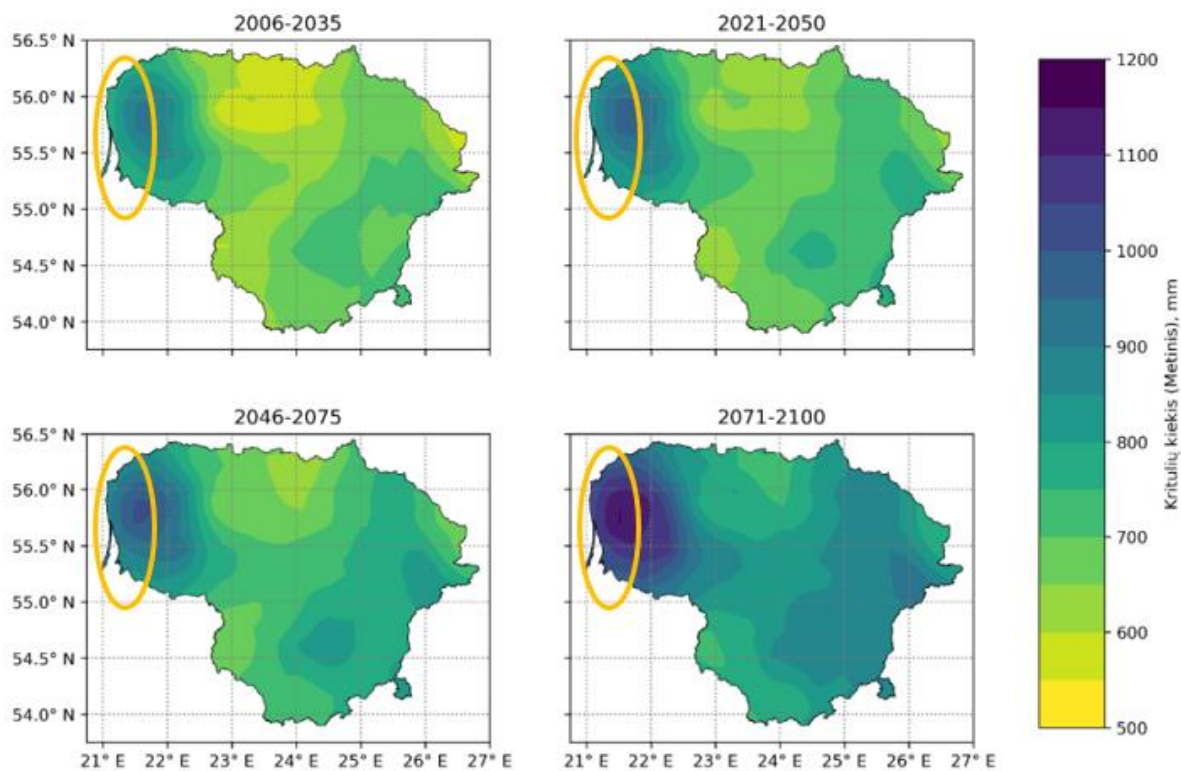 2006-2035
2021-2050
56.5° N
56.0° N
55.5° N
55.0° N
54.5° N
54.0° N
2046-2075
2071-2100
56.5° N
56.0° N
55.5° N
55.0° N
54.5° N
54.0° N
21° E 22° E 23° E 24° E 25° E 26° E 27° E
21° E 22° E 23° E 24° E 25° E 26° E 27° E
1200
1100
1000
900
800
700
600
500
Kritulių kiekis (Metinis), mm